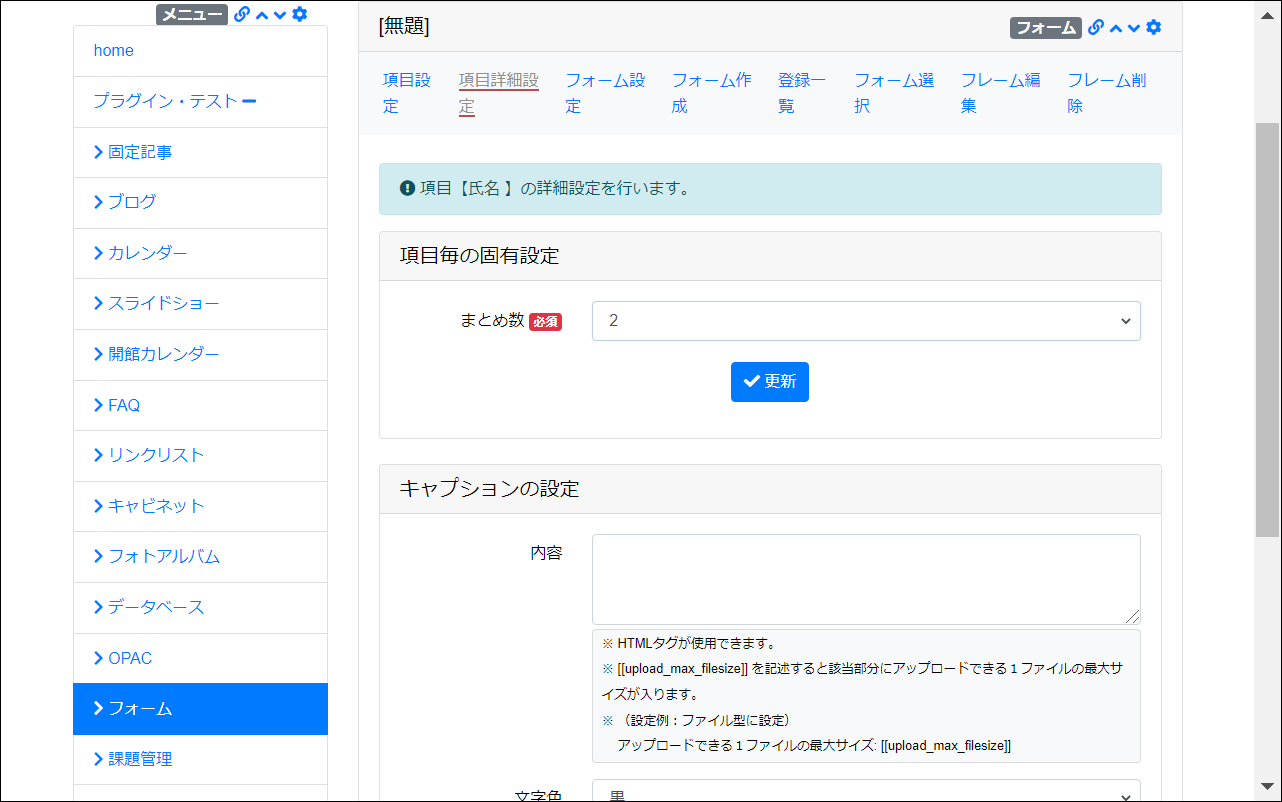 メニュー
home
プラグイン・テスト
固定記事
ブログ
カレンダー
スライドショー
開館カレンダー
FAQ
リンクリスト
キャビネット
フォトアルバム
データベース
OPAC
フォーム
課題管理
[無題]
フォーム
項目設
定
項目詳細設
定
フォーム設
定
フォーム作
成
登録一
覧
フォーム選
択
フレーム編
集
フレーム削
除
項目【氏名 】の詳細設定を行います。
項目毎の固有設定
まとめ数 必須
2
更新
キャプションの設定
内容
※ HTMLタグが使用できます。
※ [[upload_max_filesize]] を記述すると該当部分にアップロードできる１ファイルの最大サ
イズが入ります。
※ （設定例：ファイル型に設定）
アップロードできる１ファイルの最大サイズ: [[upload_max_filesize]]
文字色
黒